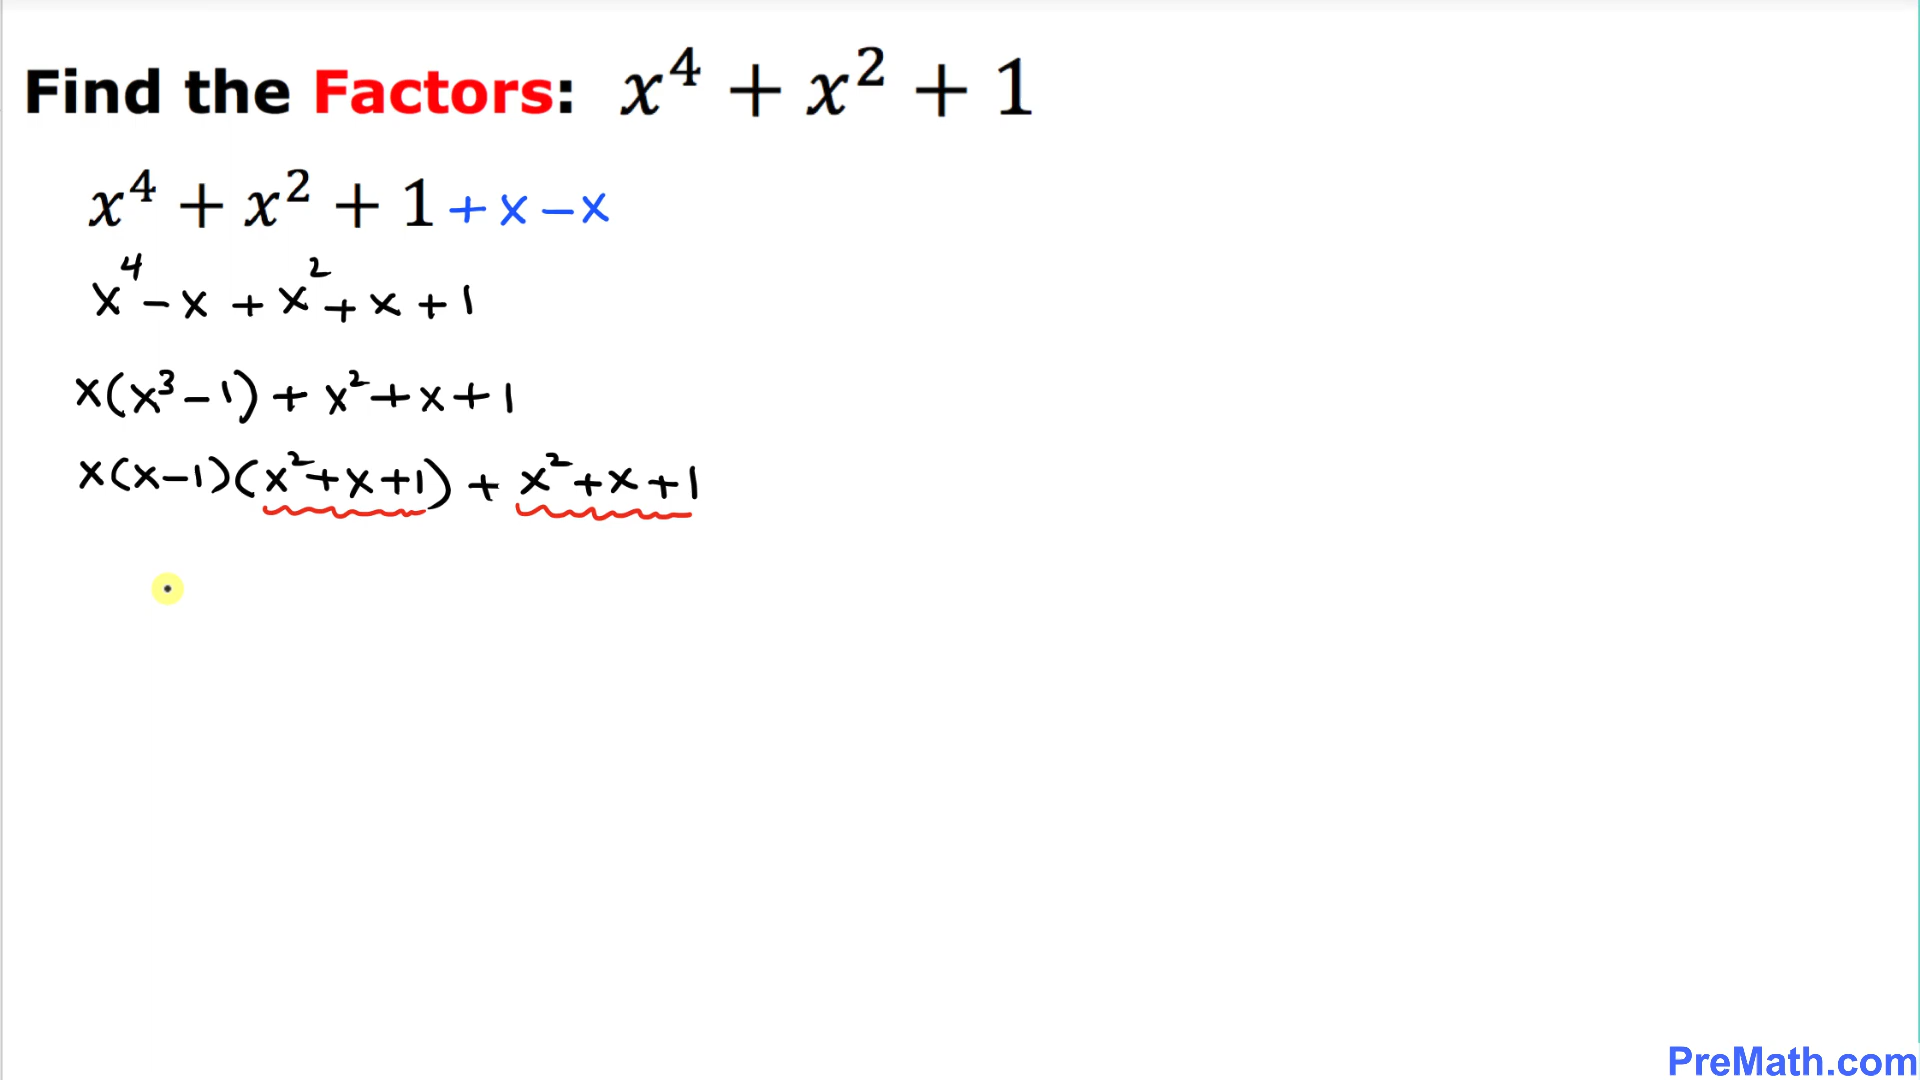 Find the Factors: x⁴ + x² + 1
x⁴ + x² + 1 + x − x
x⁴ − x + x² + x + 1
x(x³ − 1) + x² + x + 1
x(x−1)(x² + x + 1) + x² + x + 1
PreMath.com